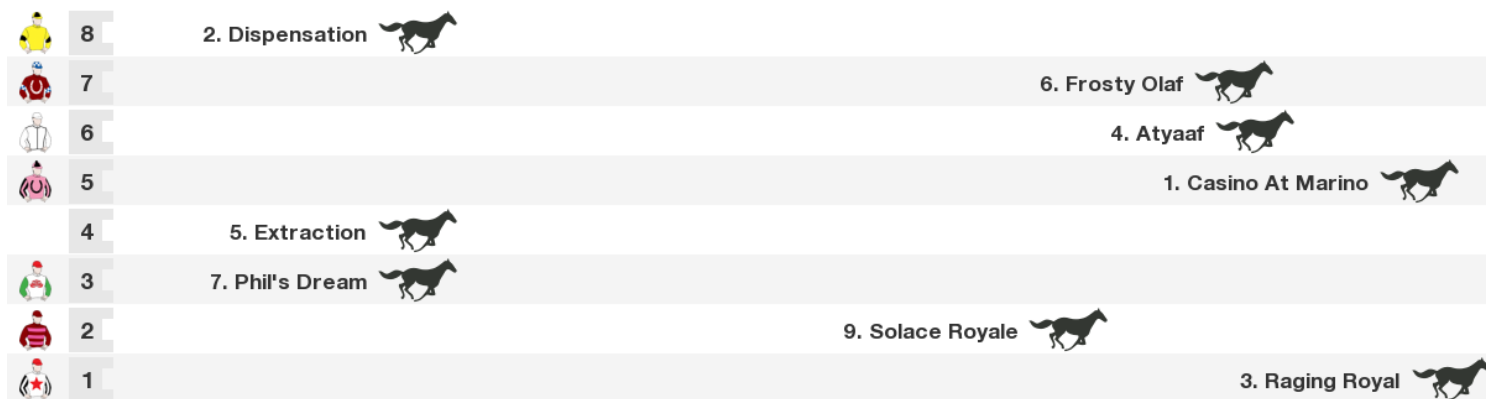 8 2. Dispensation
7 6. Frosty Olaf
6 4. Atyaaf
5 1. Casino At Marino
4 5. Extraction
3 7. Phil's Dream
2 9. Solace Royale
1 3. Raging Royal